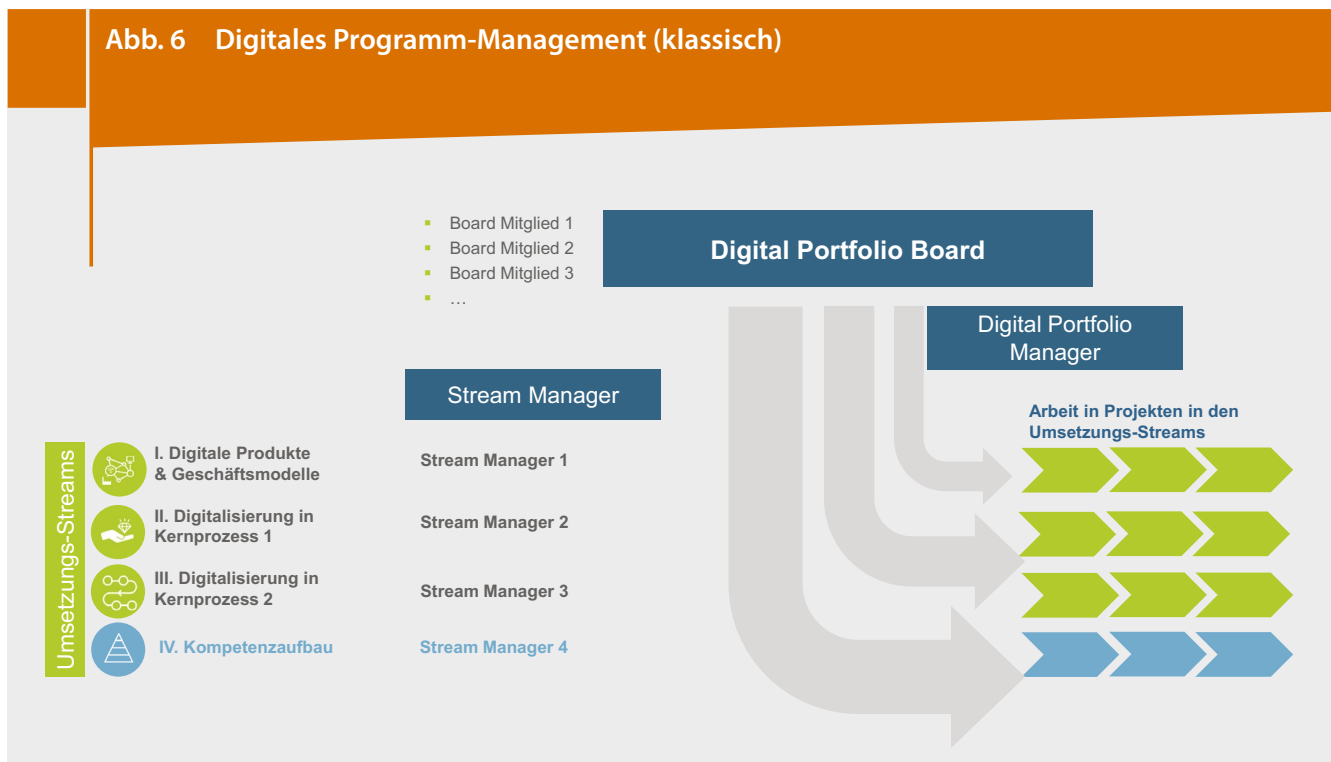 Abb. 6 Digitales Programm-Management (klassisch)
Board Mitglied 1
Board Mitglied 2
Board Mitglied 3
…
Digital Portfolio Board
Digital Portfolio
Manager
Stream Manager
Arbeit in Projekten in den
Umsetzungs-Streams
Umsetzungs-Streams
I. Digitale Produkte
& Geschäftsmodelle
Stream Manager 1
II. Digitalisierung in
Kernprozess 1
Stream Manager 2
III. Digitalisierung in
Kernprozess 2
Stream Manager 3
IV. Kompetenzaufbau
Stream Manager 4